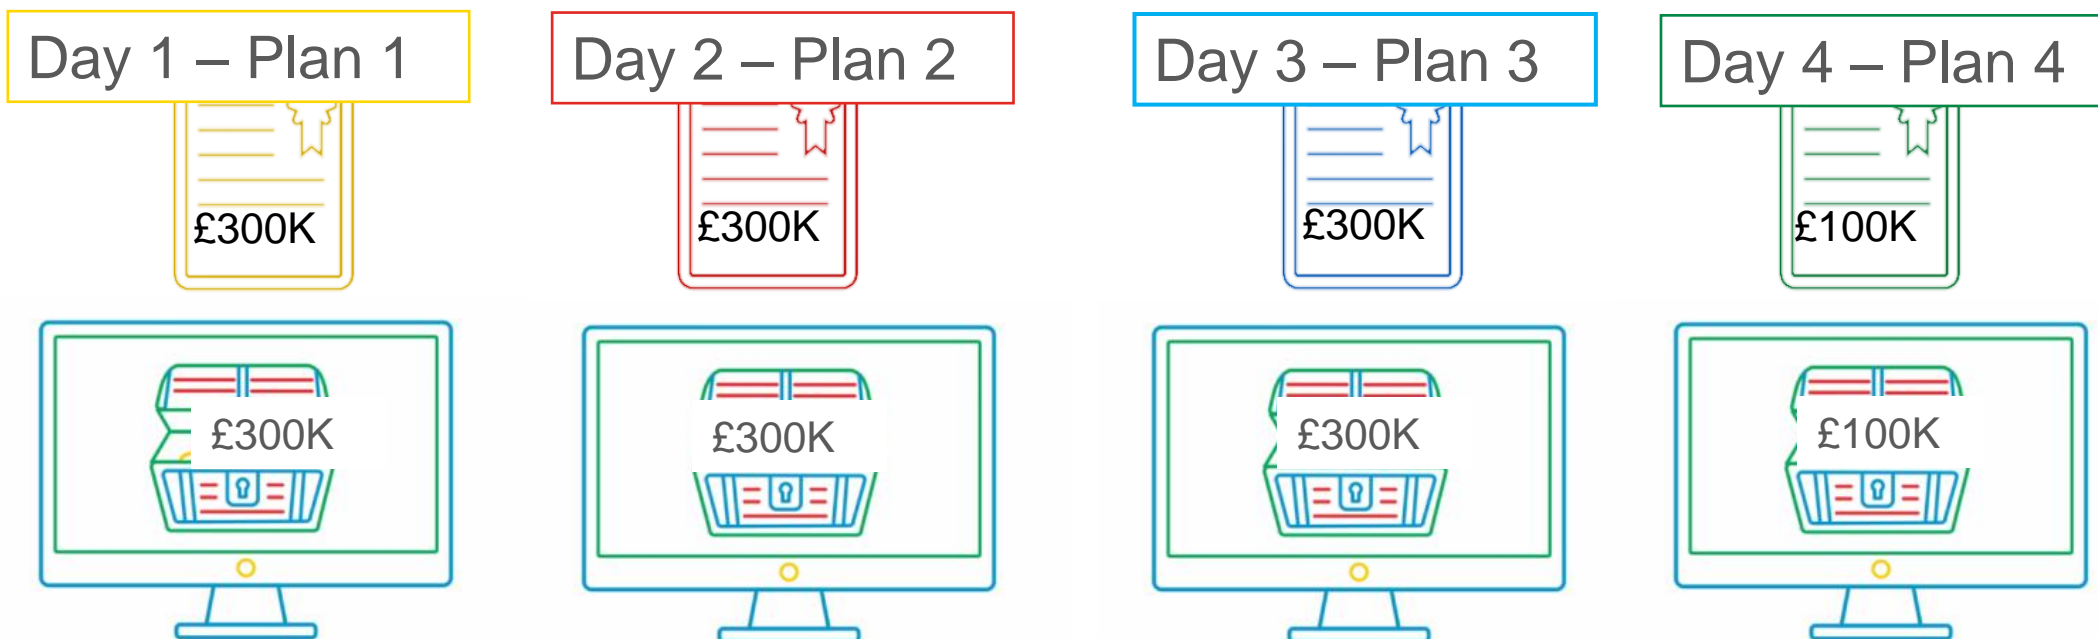 Day 1 – Plan 1
Day 2 – Plan 2
Day 3 – Plan 3
Day 4 – Plan 4
£300K
£300K
£300K
£100K
£300K
£300K
£300K
£100K